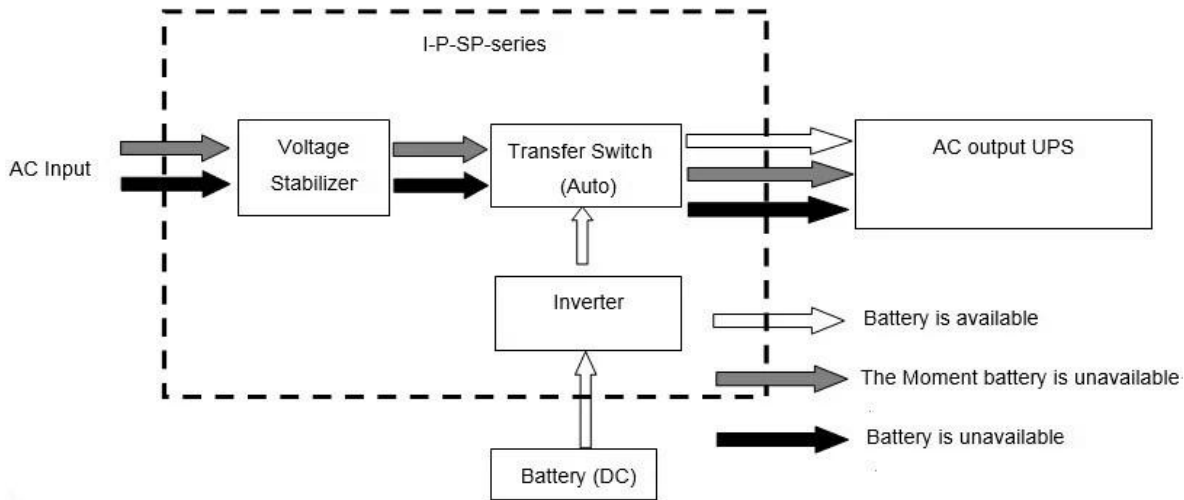 I-P-SP-series
AC Input
Voltage
Stabilizer
Transfer Switch
(Auto)
AC output UPS
Inverter
Battery (DC)
Battery is available
The Moment battery is unavailable
Battery is unavailable